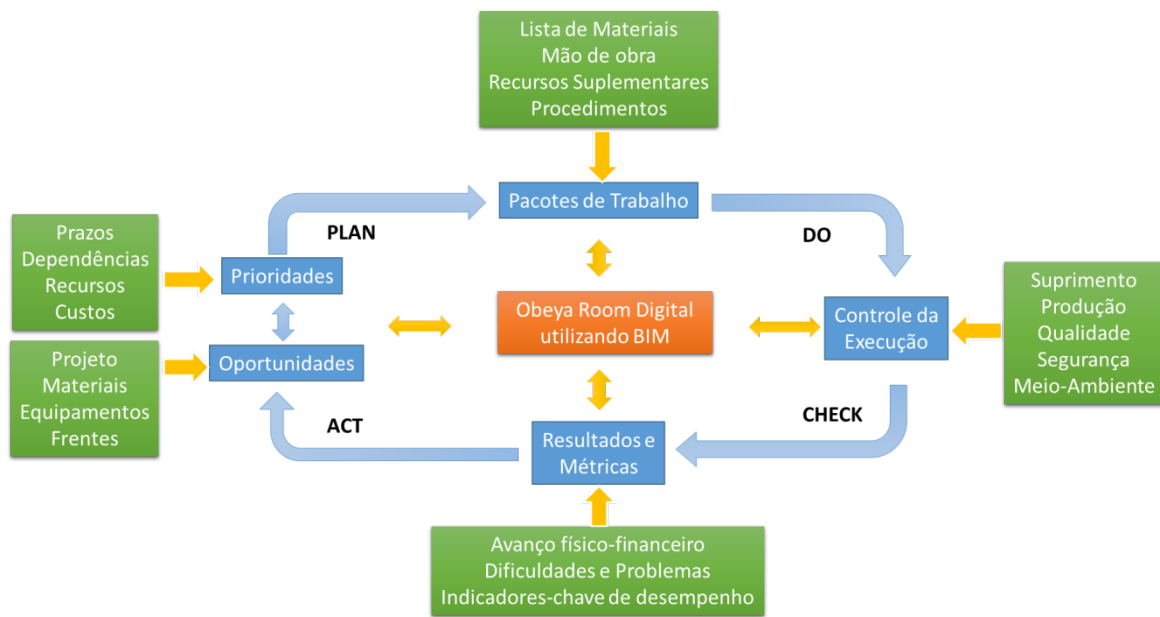 Lista de Materiais
Mão de obra
Recursos Suplementares
Procedimentos
Pacotes de Trabalho
PLAN
DO
Prazos
Dependências
Recursos
Custos
Prioridades
Obeya Room Digital
utilizando BIM
Controle da
Execução
Suprimento
Produção
Qualidade
Segurança
Meio-Ambiente
Projeto
Materiais
Equipamentos
Frentes
Oportunidades
ACT
CHECK
Resultados e
Métricas
Avanço físico-financeiro
Dificuldades e Problemas
Indicadores-chave de desempenho